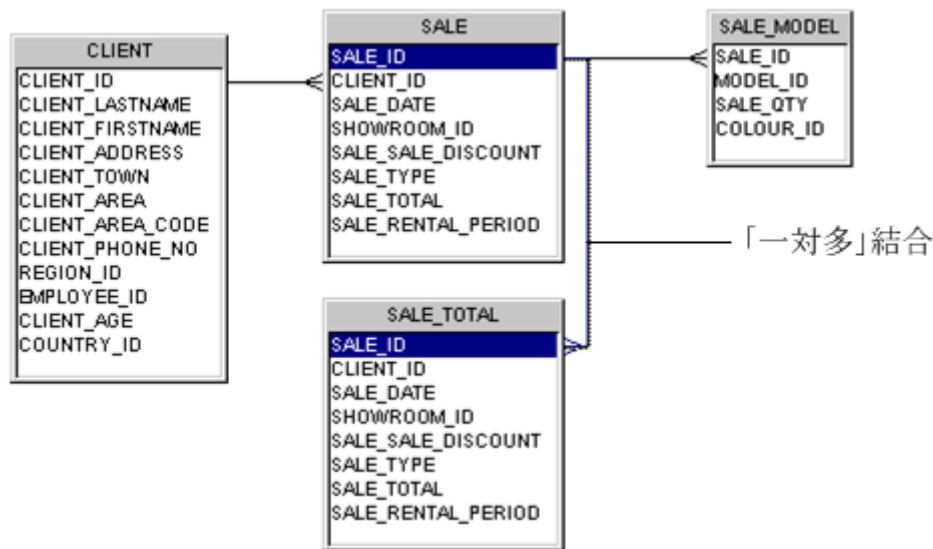 CLIENT
CLIENT_ID
CLIENT_LASTNAME
CLIENT_FIRSTNAME
CLIENT_ADDRESS
CLIENT_TOWN
CLIENT_AREA
CLIENT_AREA_CODE
CLIENT_PHONE_NO
REGION_ID
EMPLOYEE_ID
CLIENT_AGE
COUNTRY_ID
SALE
SALE_ID
CLIENT_ID
SALE_DATE
SHOWROOM_ID
SALE_SALE_DISCOUNT
SALE_TYPE
SALE_TOTAL
SALE_RENTAL_PERIOD
SALE_MODEL
SALE_ID
MODEL_ID
SALE_QTY
COLOUR_ID
「一対多」結合
SALE_TOTAL
SALE_ID
CLIENT_ID
SALE_DATE
SHOWROOM_ID
SALE_SALE_DISCOUNT
SALE_TYPE
SALE_TOTAL
SALE_RENTAL_PERIOD